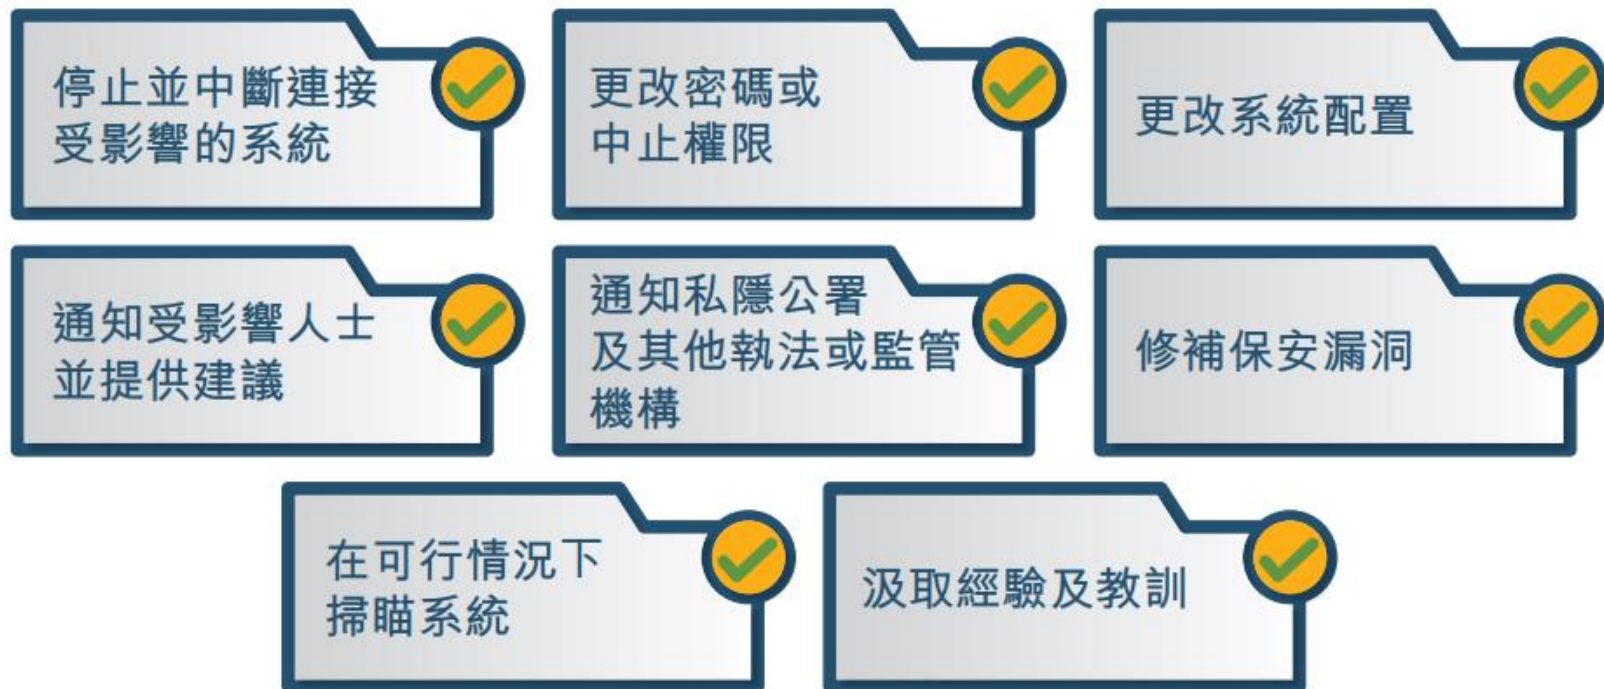 停止並中斷連接
受影響的系統
更改密碼或
中止權限
更改系統配置
通知受影響人士
並提供建議
通知私隱公署
及其他執法或監管
機構
修補保安漏洞
在可行情況下
掃瞄系統
汲取經驗及教訓